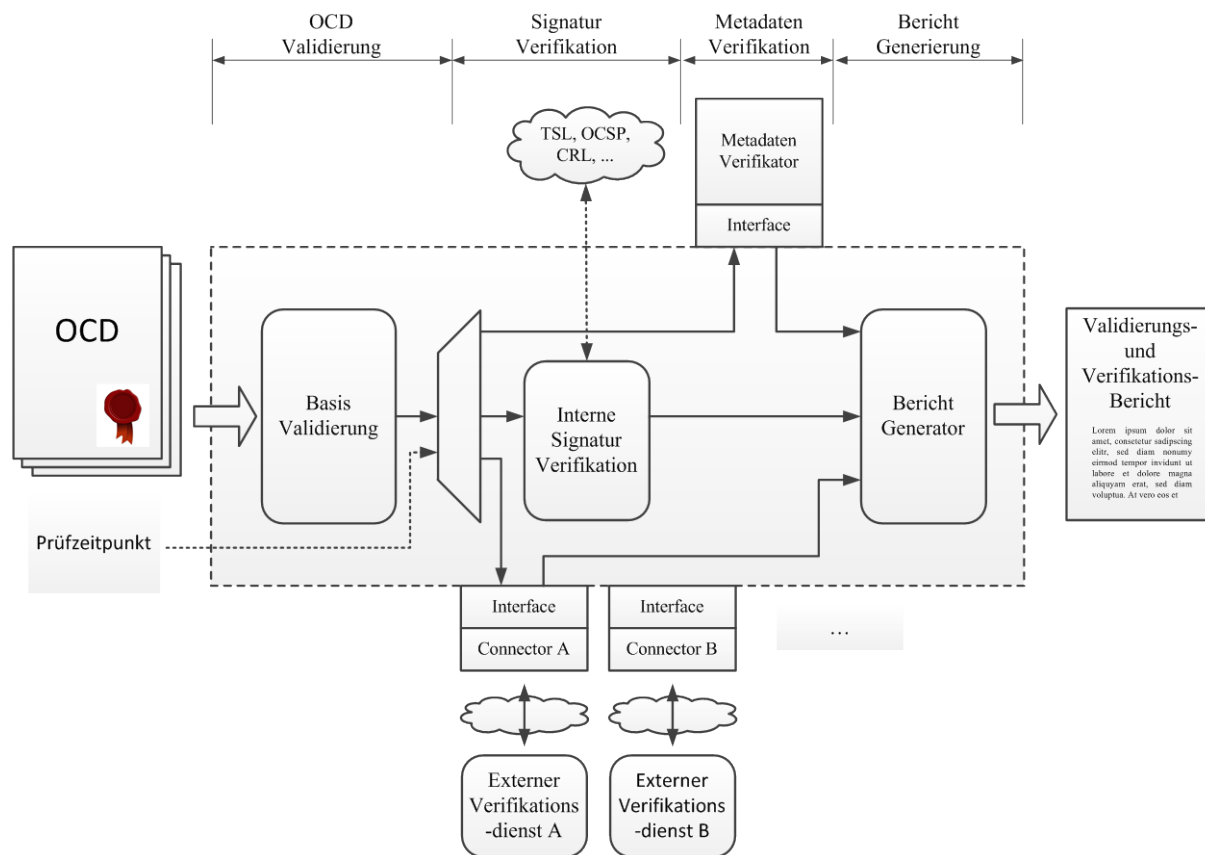 OCD
Validierung
Signatur
Verifikation
Metadaten
Verifikation
Bericht
Generierung
TSL, OCSP,
CRL, ...
Metadaten
Verifikator
Interface
OCD
Prüfzeitpunkt
Basis
Validierung
Interne
Signatur
Verifikation
Bericht
Generator
Validierungs-
und
Verifikations-
Bericht
Lorem ipsum dolor sit
amet, consetetur sadipscing
elitr, sed diam nonumy
eirmod tempor invidunt ut
labore et dolore magna
aliquyam erat, sed diam
voluptua. At vero eos et
Interface
Connector A
Interface
Connector B
...
Externer
Verifikations
-dienst A
Externer
Verifikations
-dienst B